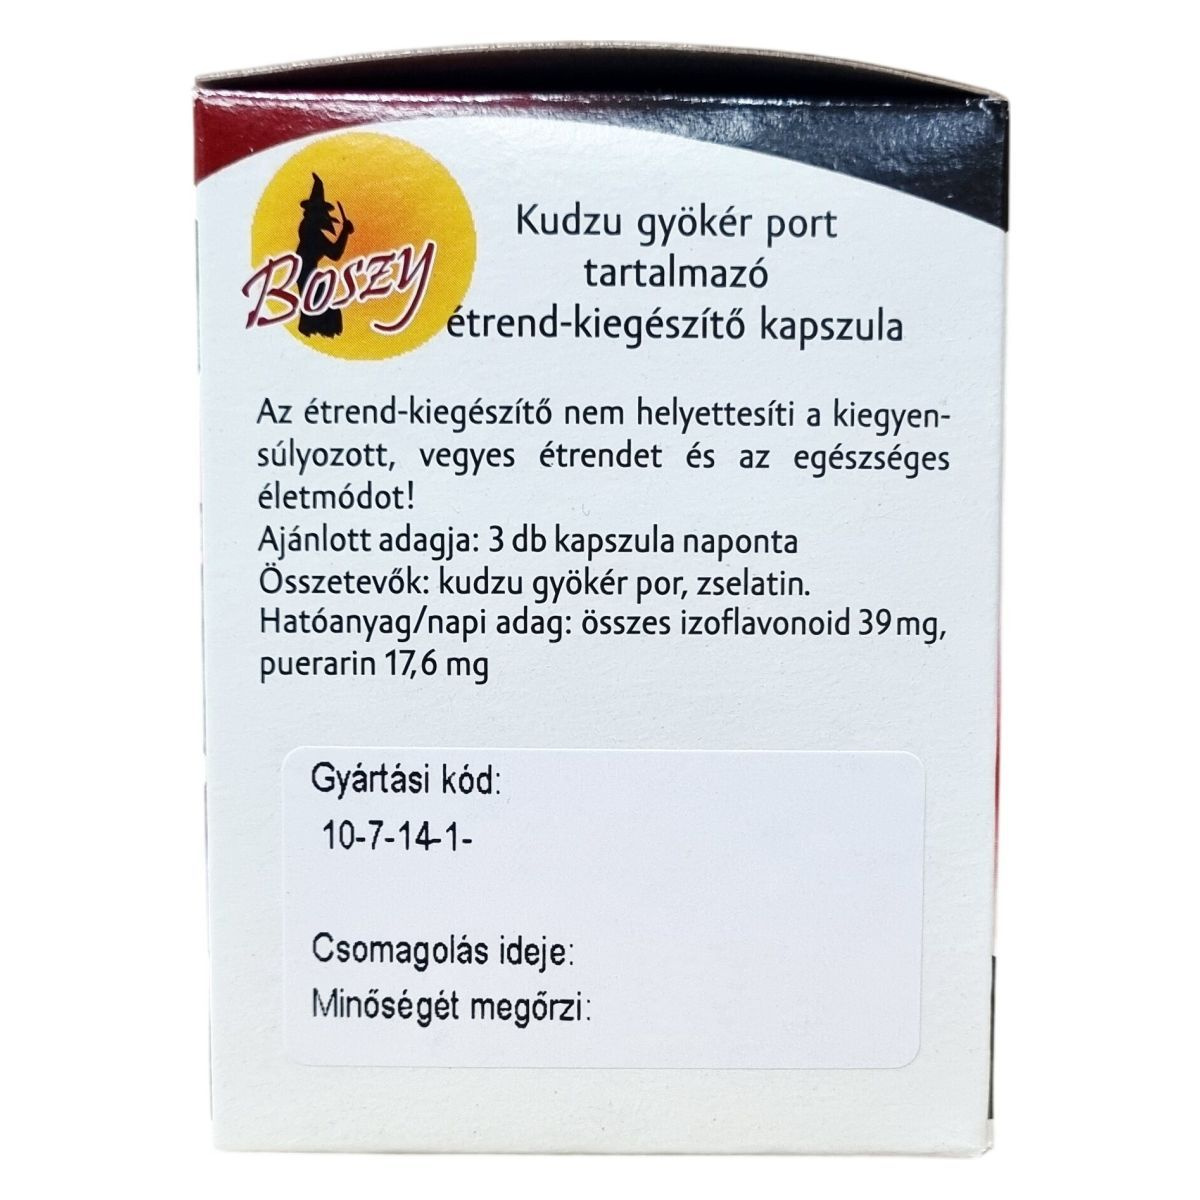 Boszy
Kudzu gyökér port
tartalmazó
étrend-kiegészítő kapszula
Az étrend-kiegészítő nem helyettesíti a kiegyen-
súlyozott, vegyes étrendet és az egészséges
életmódot!
Ajánlott adagja: 3 db kapszula naponta
Összetevők: kudzu gyökér por, zselatin.
Hatóanyag/napi adag: összes izoflavonoid 39 mg,
puerarin 17,6 mg
Gyártási kód:
10-7-14-1-
Csomagolás ideje:
Minőségét megőrzi: